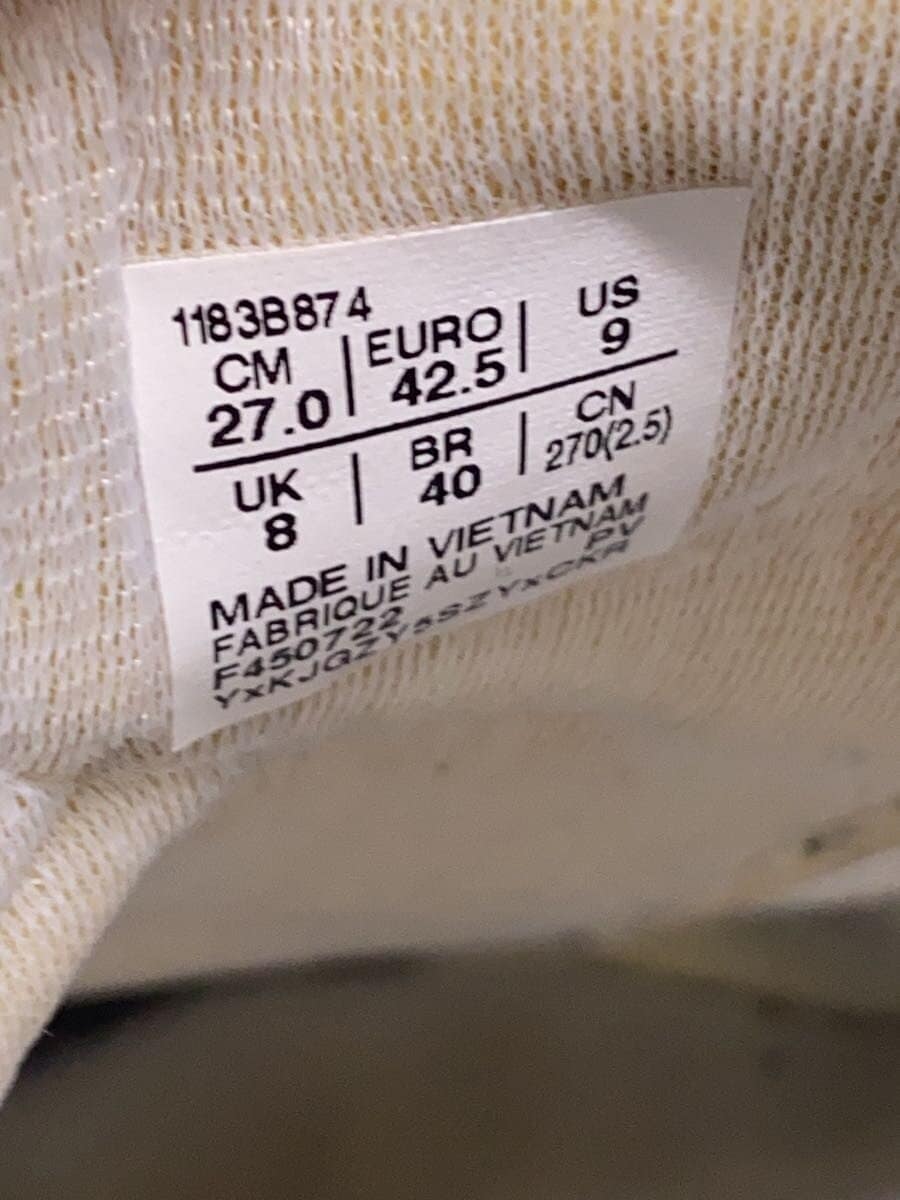 1183B874
CM | EURO | US
27.0 | 42.5 | 9
UK | BR | CN
8 | 40 | 270(2.5)
MADE IN VIETNAM
FABRIQUE AU VIETNAM
F450722 PV
YxKJGZY5SZYxCKR